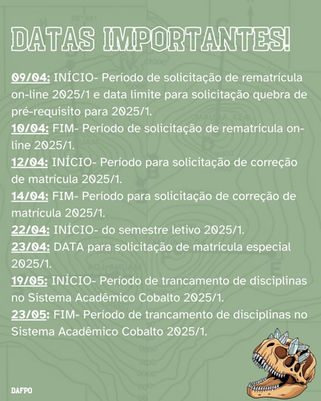 DATAS IMPORTANTES!
09/04: INÍCIO- Período de solicitação de rematrícula
on-line 2025/1 e data limite para solicitação quebra de
pré-requisito para 2025/1.
10/04: FIM- Período de solicitação de rematrícula on-
line 2025/1.
12/04: INÍCIO- Período para solicitação de correção
de matrícula 2025/1.
14/04: FIM- Período para solicitação de correção de
matrícula 2025/1.
22/04: INÍCIO- do semestre letivo 2025/1.
23/04: DATA para solicitação de matrícula especial
2025/1.
19/05: INÍCIO- Período de trancamento de disciplinas
no Sistema Acadêmico Cobalto 2025/1.
23/05: FIM- Período de trancamento de disciplinas no
Sistema Acadêmico Cobalto 2025/1.
DAFPO